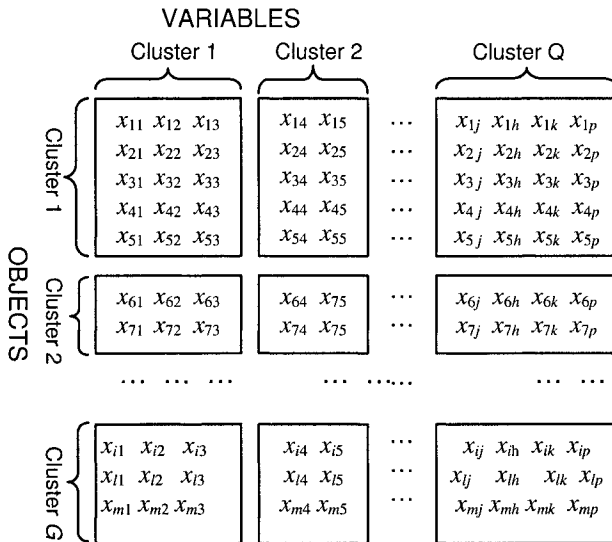 VARIABLES
Cluster 1 Cluster 2 Cluster Q
OBJECTS
Cluster 1
x11 x12 x13 x14 x15 ... x1j x1h x1k x1p
x21 x22 x23 x24 x25 ... x2j x2h x2k x2p
x31 x32 x33 x34 x35 ... x3j x3h x3k x3p
x41 x42 x43 x44 x45 ... x4j x4h x4k x4p
x51 x52 x53 x54 x55 ... x5j x5h x5k x5p
Cluster 2
x61 x62 x63 x64 x75 ... x6j x6h x6k x6p
x71 x72 x73 x74 x75 ... x7j x7h x7k x7p
... ... ... ... ...... ... ...
Cluster G
xi1 xi2 xi3 xi4 xi5 ... xij xih xik xip
xl1 xl2 xl3 xl4 xl5 ... xlj xlh xlk xlp
xm1 xm2 xm3 xm4 xm5 ... xmj xmh xmk xmp